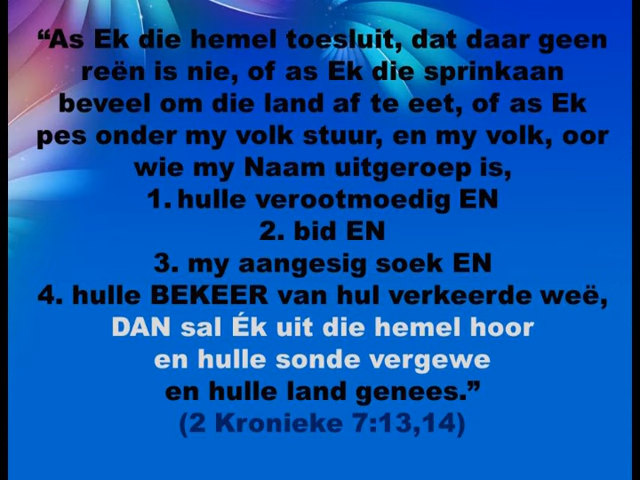 “As Ek die hemel toesluit, dat daar geen
reën is nie, of as Ek die sprinkaan
beveel om die land af te eet, of as Ek
pes onder my volk stuur, en my volk, oor
wie my Naam uitgeroep is,
1. hulle verootmoedig EN
2. bid EN
3. my aangesig soek EN
4. hulle BEKEER van hul verkeerde weë,
DAN sal Ék uit die hemel hoor
en hulle sonde vergewe
en hulle land genees.”
(2 Kronieke 7:13,14)